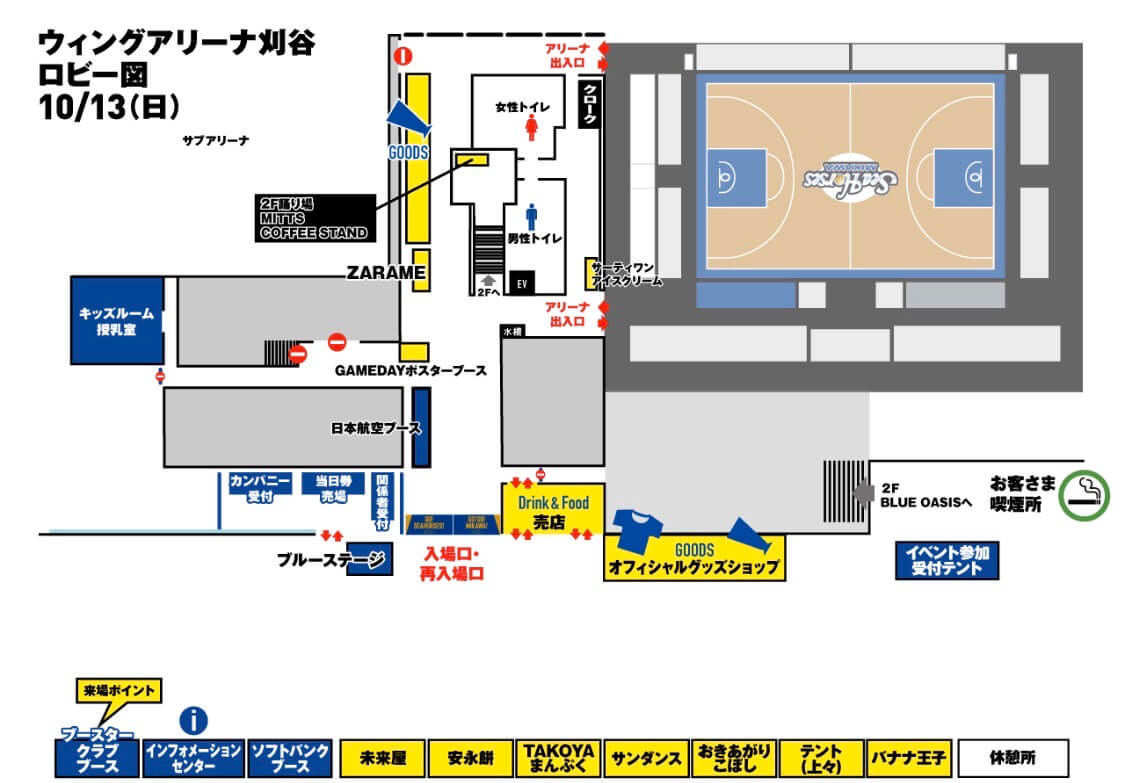 ウィングアリーナ刈谷
ロビー図
10/13(日)
サブアリーナ
アリーナ
出入口
クローク
女性トイレ
GOODS
2F踊り場
MITTS
COFFEE STAND
男性トイレ
ZARAME
2Fへ
EV
サーティワン
アイスクリーム
SeaHorses
MIKAWA
キッズルーム
授乳室
アリーナ
出入口
水槽
GAMEDAYポスターブース
日本航空ブース
カンパニー
受付
当日券
売場
関係者受付
Drink & Food
売店
2F
BLUE OASISへ
お客さま
喫煙所
GO!
SEAHORSES!
GO!GO!
MIKAWA!
入場口・
再入場口
ブルーステージ
GOODS
オフィシャルグッズショップ
イベント参加
受付テント
来場ポイント
ブースター
クラブ
ブース
i
インフォメーション
センター
ソフトバンク
ブース
未来屋
安永餅
TAKOYA
まんぷく
サンダンス
おきあがり
こぼし
テント
(上々)
バナナ王子
休憩所